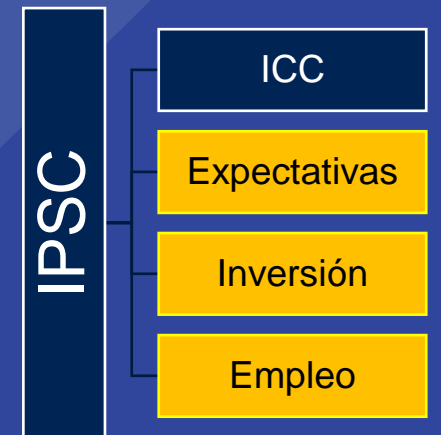 IPSC
ICC
Expectativas
Inversión
Empleo